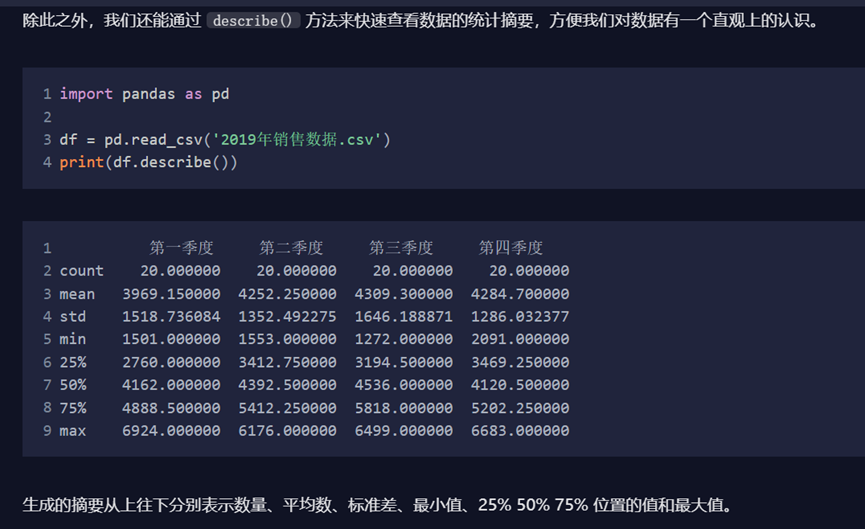 除此之外，我们还能通过 describe() 方法来快速查看数据的统计摘要，方便我们对数据有一个直观上的认识。
1 import pandas as pd
2
3 df = pd.read_csv('2019年销售数据.csv')
4 print(df.describe())
1 第一季度 第二季度 第三季度 第四季度
2 count 20.000000 20.000000 20.000000 20.000000
3 mean 3969.150000 4252.250000 4309.300000 4284.700000
4 std 1518.736084 1352.492275 1646.188871 1286.032377
5 min 1501.000000 1553.000000 1272.000000 2091.000000
6 25% 2760.000000 3412.750000 3194.500000 3469.250000
7 50% 4162.000000 4392.500000 4536.000000 4120.500000
8 75% 4888.500000 5412.250000 5818.000000 5202.250000
9 max 6924.000000 6176.000000 6499.000000 6683.000000
生成的摘要从上往下分别表示数量、平均数、标准差、最小值、25% 50% 75% 位置的值和最大值。